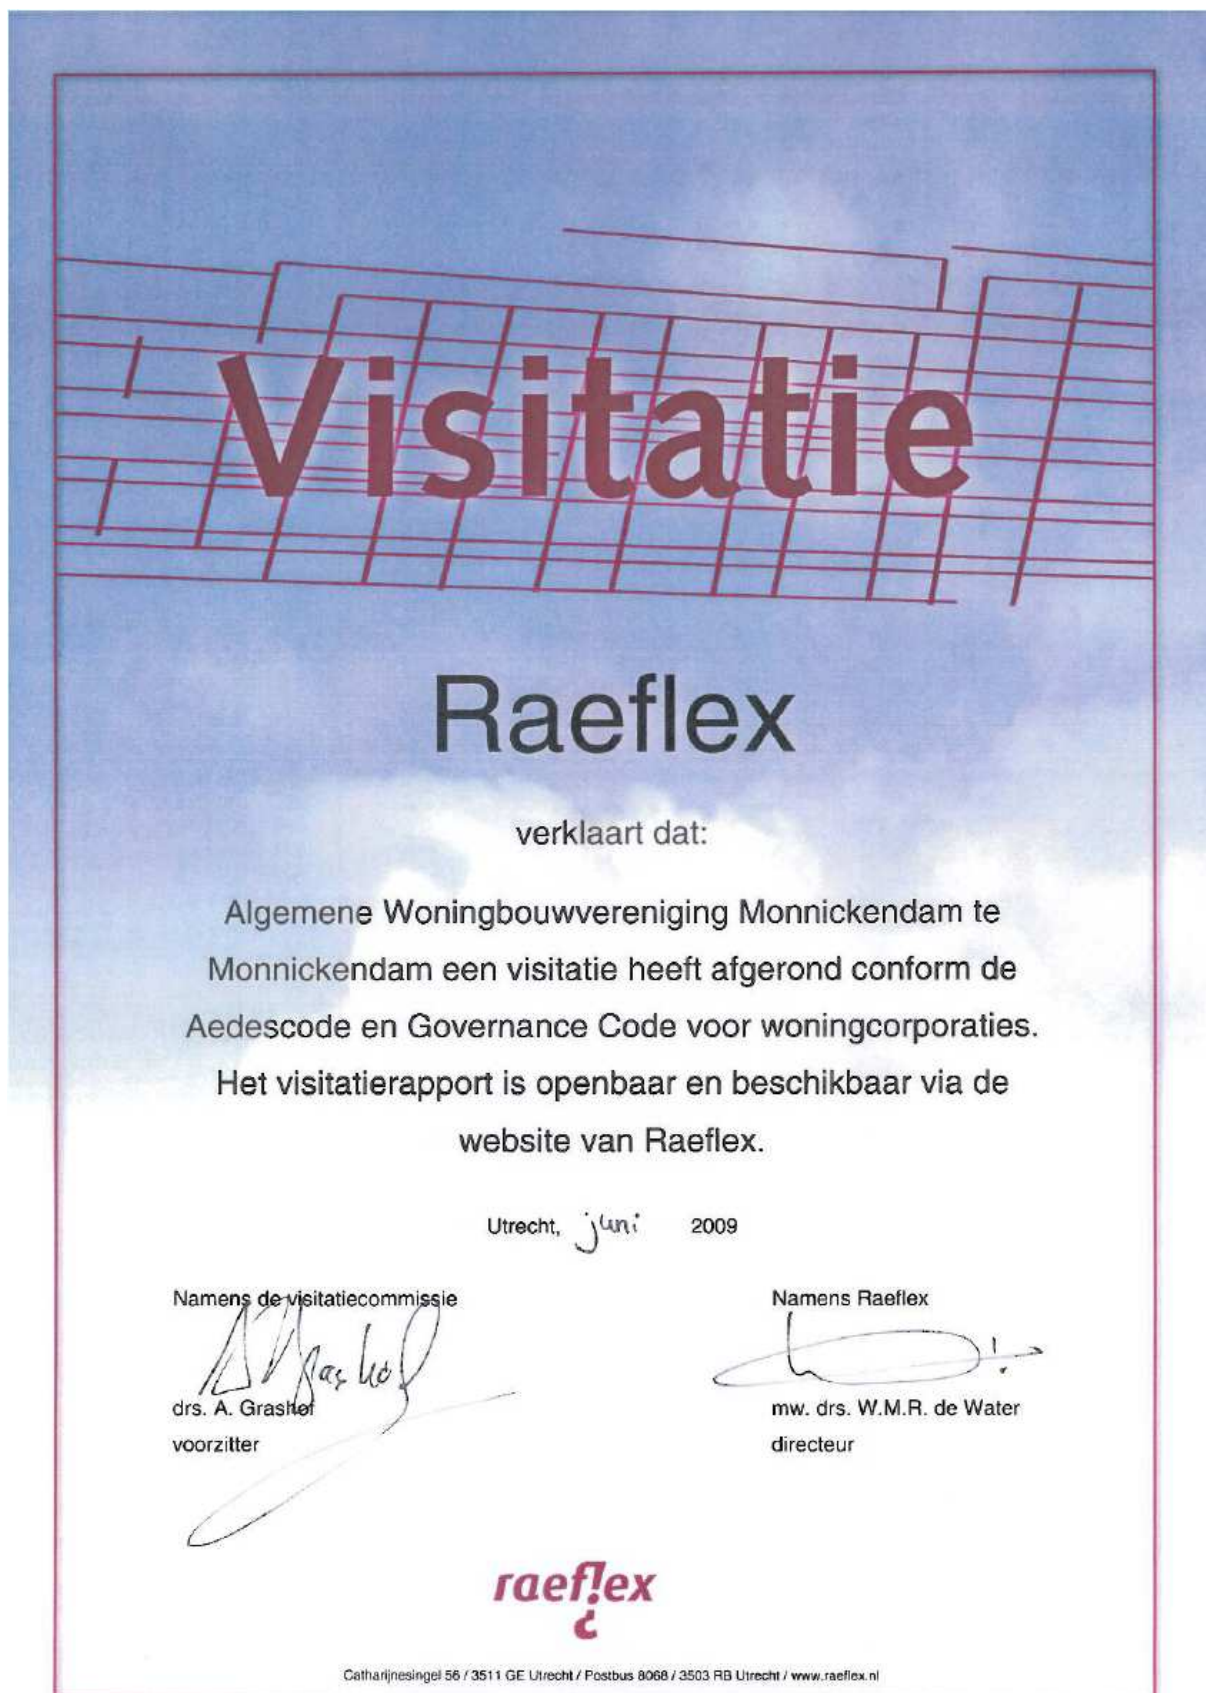 Visitatie
Raeflex
verklaart dat:
Algemene Woningbouwvereniging Monnickendam te
Monnickendam een visitatie heeft afgerond conform de
Aedescode en Governance Code voor woningcorporaties.
Het visitatierapport is openbaar en beschikbaar via de
website van Raeflex.
Utrecht, juni 2009
Namens de visitatiecommissie
Namens Raeflex
drs. A. Grashof
mw. drs. W.M.R. de Water
voorzitter
directeur
raeflex
Catharijnesingel 56 / 3511 GE Utrecht / Postbus 8068 / 3503 RB Utrecht / www.raeflex.nl